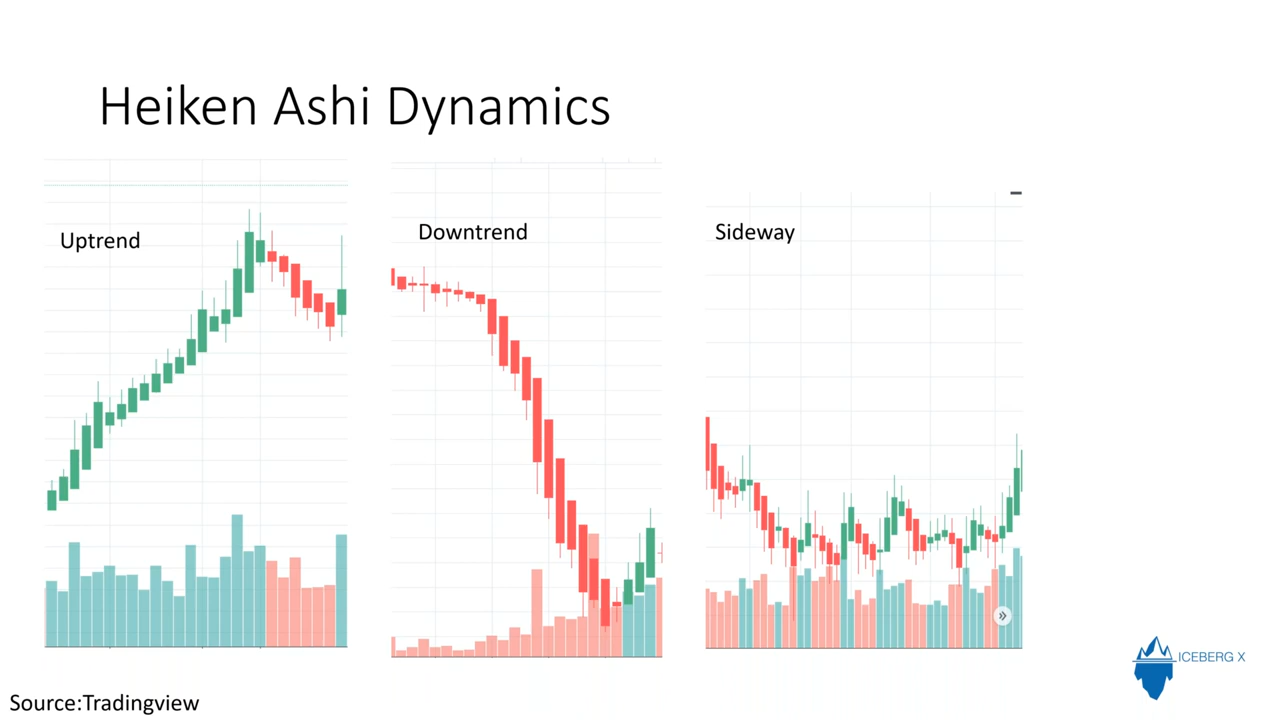 Heiken Ashi Dynamics
Uptrend
Downtrend
Sideway
ICEBERG X
Source:Tradingview